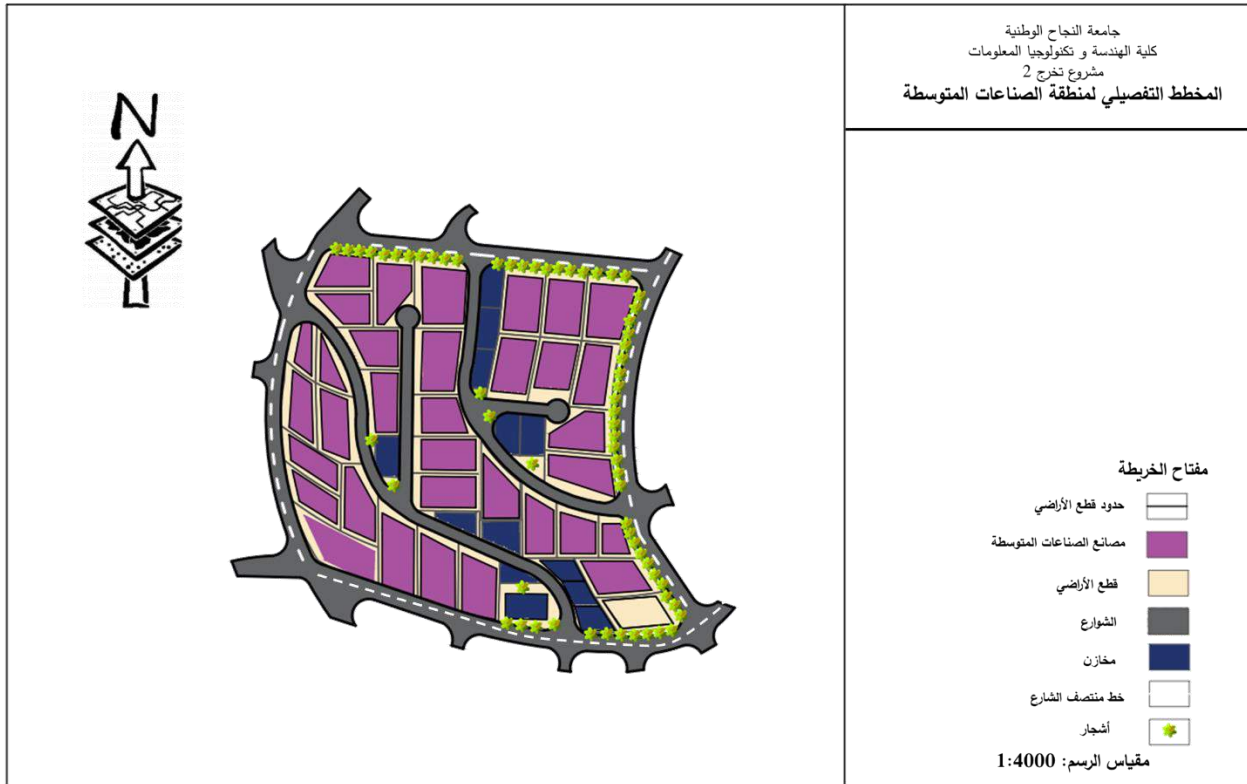 جامعة النجاح الوطنية
كلية الهندسة و تكنولوجيا المعلومات
مشروع تخرج 2
المخطط التفصيلي لمنطقة الصناعات المتوسطة
N
مفتاح الخريطة
حدود قطع الأراضي
مصانع الصناعات المتوسطة
قطع الأراضي
الشوارع
مخازن
خط منتصف الشارع
أشجار
مقياس الرسم: 1:4000